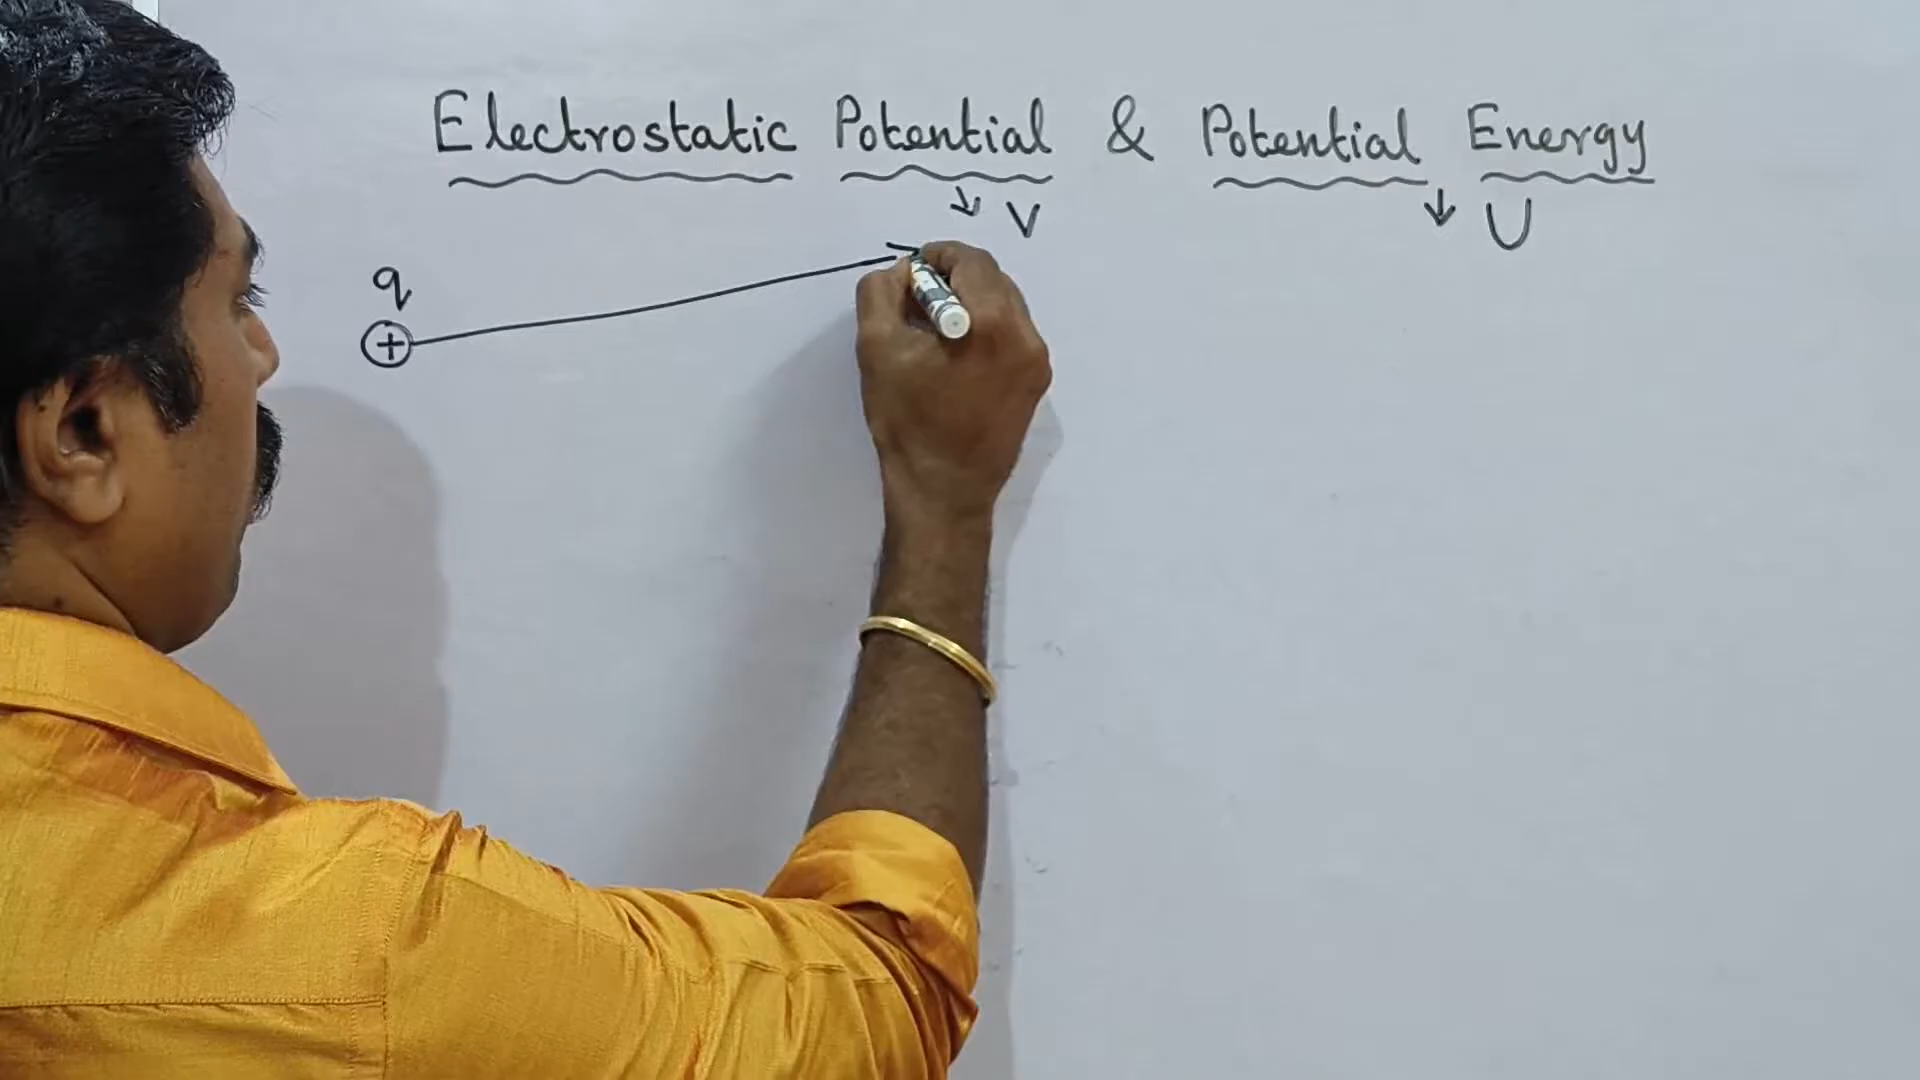 Electrostatic Potential & Potential Energy
↓ V ↓ U
q
+